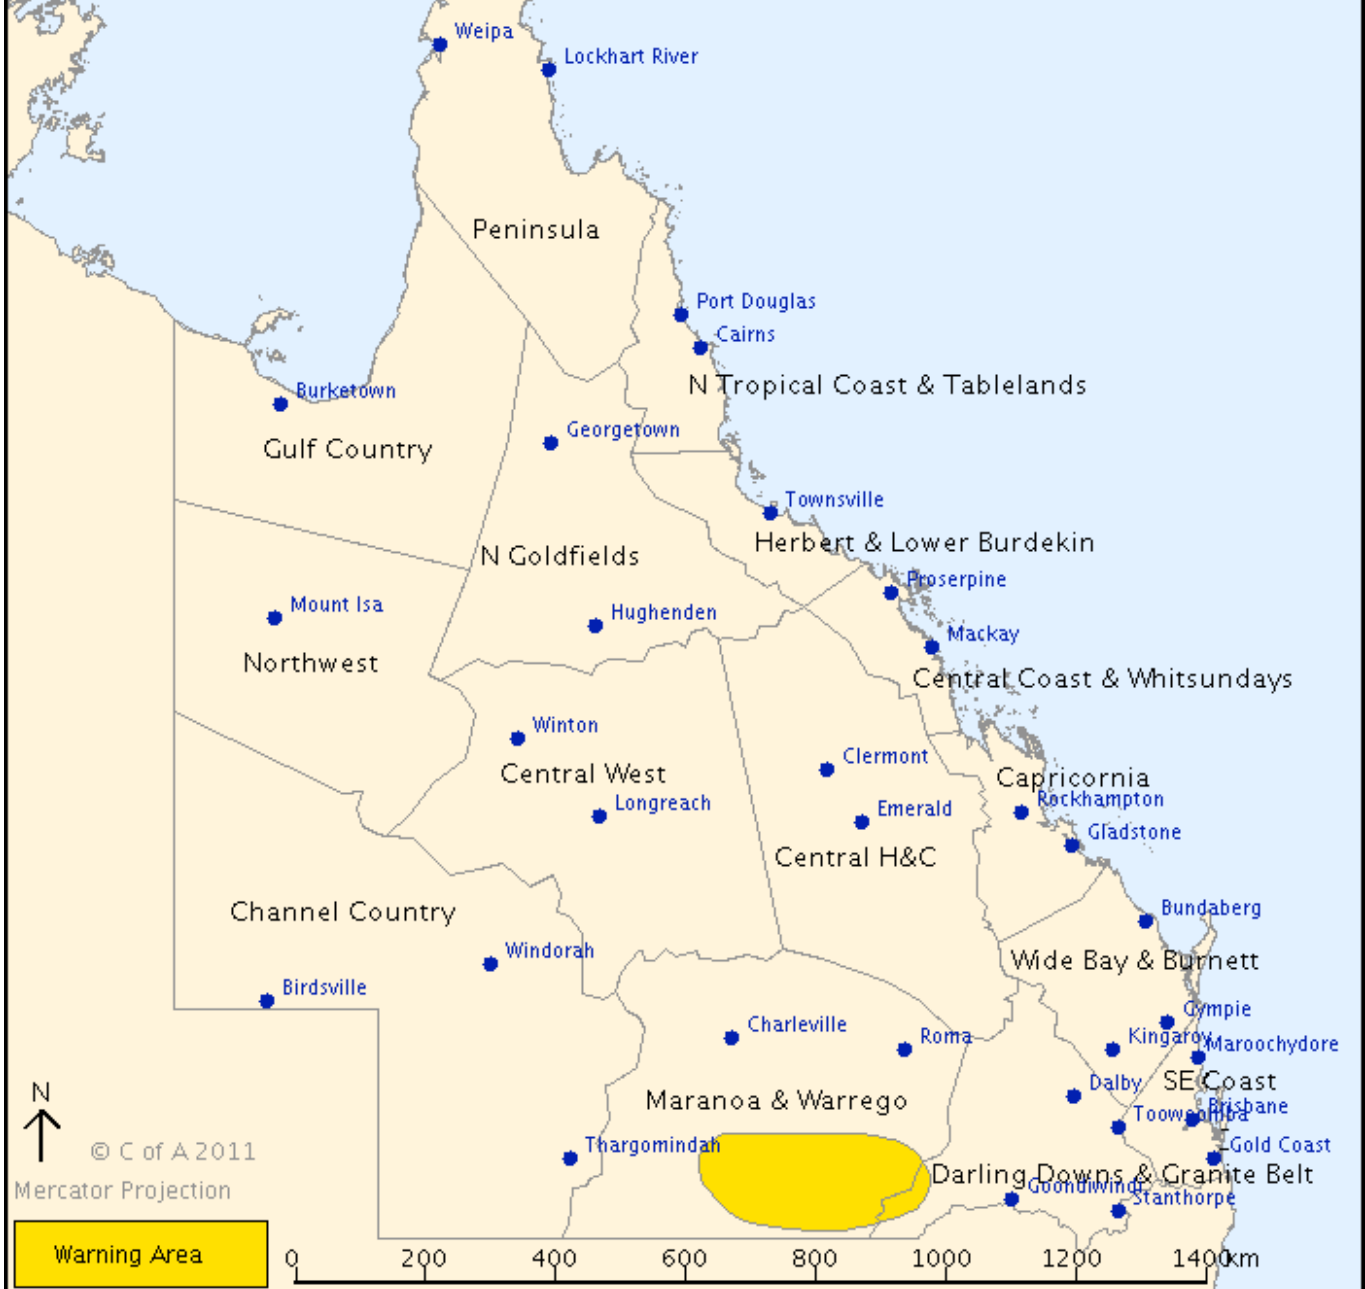 Weipa
Lockhart River
Peninsula
Port Douglas
Cairns
N Tropical Coast & Tablelands
Burketown
Georgetown
Gulf Country
Townsville
Herbert & Lower Burdekin
N Goldfields
Proserpine
Mount Isa
Hughenden
Mackay
Northwest
Central Coast & Whitsundays
Winton
Clermont
Central West
Capricornia
Longreach
Rockhampton
Emerald
Gladstone
Central H&C
Channel Country
Bundaberg
Windorah
Wide Bay & Burnett
Birdsville
Gympie
Charleville
Roma
Kingaroy
Maroochydore
Dalby
SE Coast
N
Maranoa & Warrego
Brisbane
Toowoomba
Thargomindah
Gold Coast
© C of A 2011
Darling Downs & Granite Belt
Mercator Projection
Goondiwindi
Stanthorpe
Warning Area
0 200 400 600 800 1000 1200 1400km